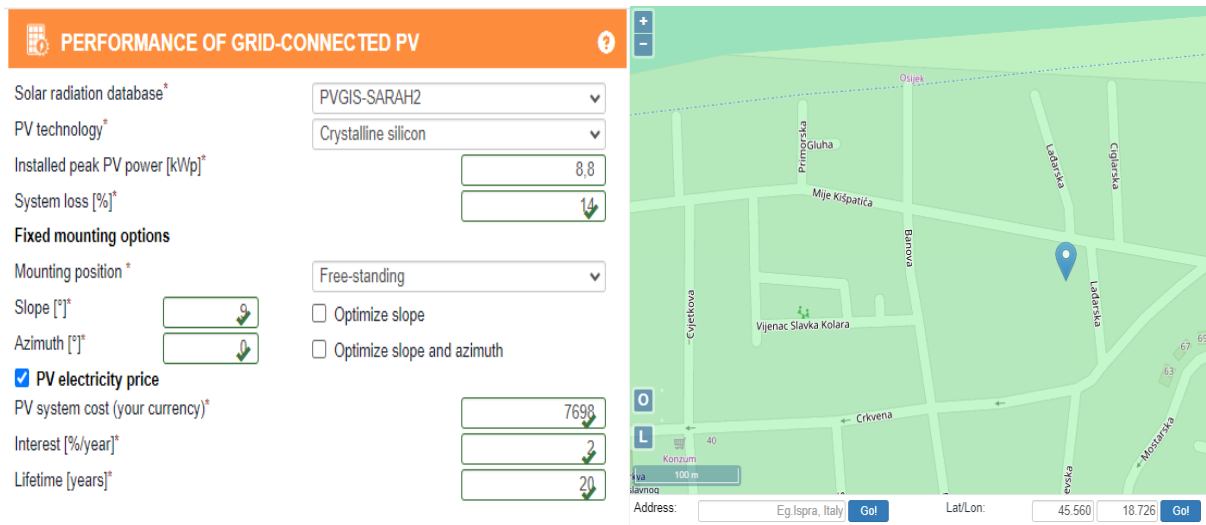 PERFORMANCE OF GRID-CONNECTED PV ?
Solar radiation database* PVGIS-SARAH2
PV technology* Crystalline silicon
Installed peak PV power [kWp]* 8,8
System loss [%]* 14
Fixed mounting options
Mounting position * Free-standing
Slope [°]* 9 Optimize slope
Azimuth [°]* 0 Optimize slope and azimuth
PV electricity price
PV system cost (your currency)* 7698
Interest [%/year]* 2
Lifetime [years]* 20
+
−
Osijek
Primorska
Gluha
Lađarska
Ciglarska
Mije Kišpatića
Banova
Lađarska
Cvjetkova
Vijenac Slavka Kolara
69
67
63
O
Crkvena
L
40
Konzum
Mostarska
100 m
rkva
slavnog
evska
Address: Eg.Ispra, Italy Go! Lat/Lon: 45.560 18.726 Go!